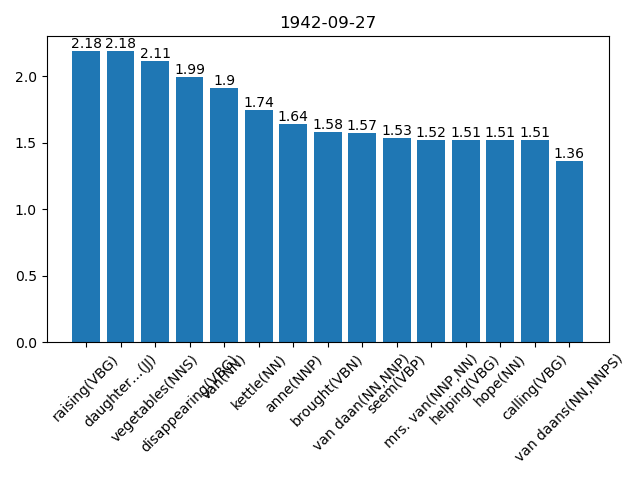 1942-09-27
2.18 2.18 2.11 1.99 1.9 1.74 1.64 1.58 1.57 1.53 1.52 1.51 1.51 1.51 1.36
2.0
1.5
1.0
0.5
0.0
raising(VBG)
daughter...(JJ)
vegetables(NNS)
disappearing(VBG)
van(NN)
kettle(NN)
anne(NNP)
brought(VBN)
van daan(NN,NNP)
seem(VBP)
mrs. van(NNP,NN)
helping(VBG)
hope(NN)
calling(VBG)
van daans(NN,NNPS)